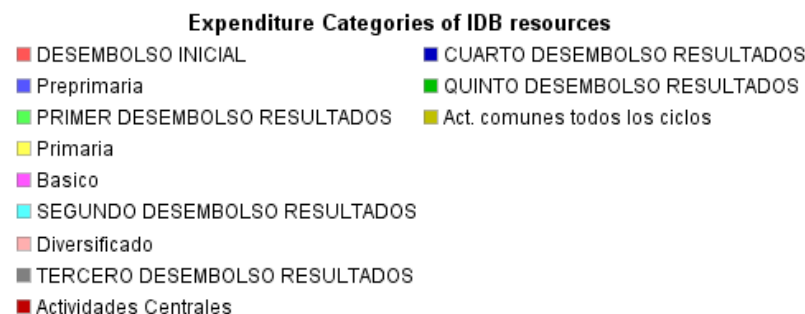 Expenditure Categories of IDB resources
DESEMBOLSO INICIAL
Preprimaria
PRIMER DESEMBOLSO RESULTADOS
Primaria
Basico
SEGUNDO DESEMBOLSO RESULTADOS
Diversificado
TERCERO DESEMBOLSO RESULTADOS
Actividades Centrales
CUARTO DESEMBOLSO RESULTADOS
QUINTO DESEMBOLSO RESULTADOS
Act. comunes todos los ciclos